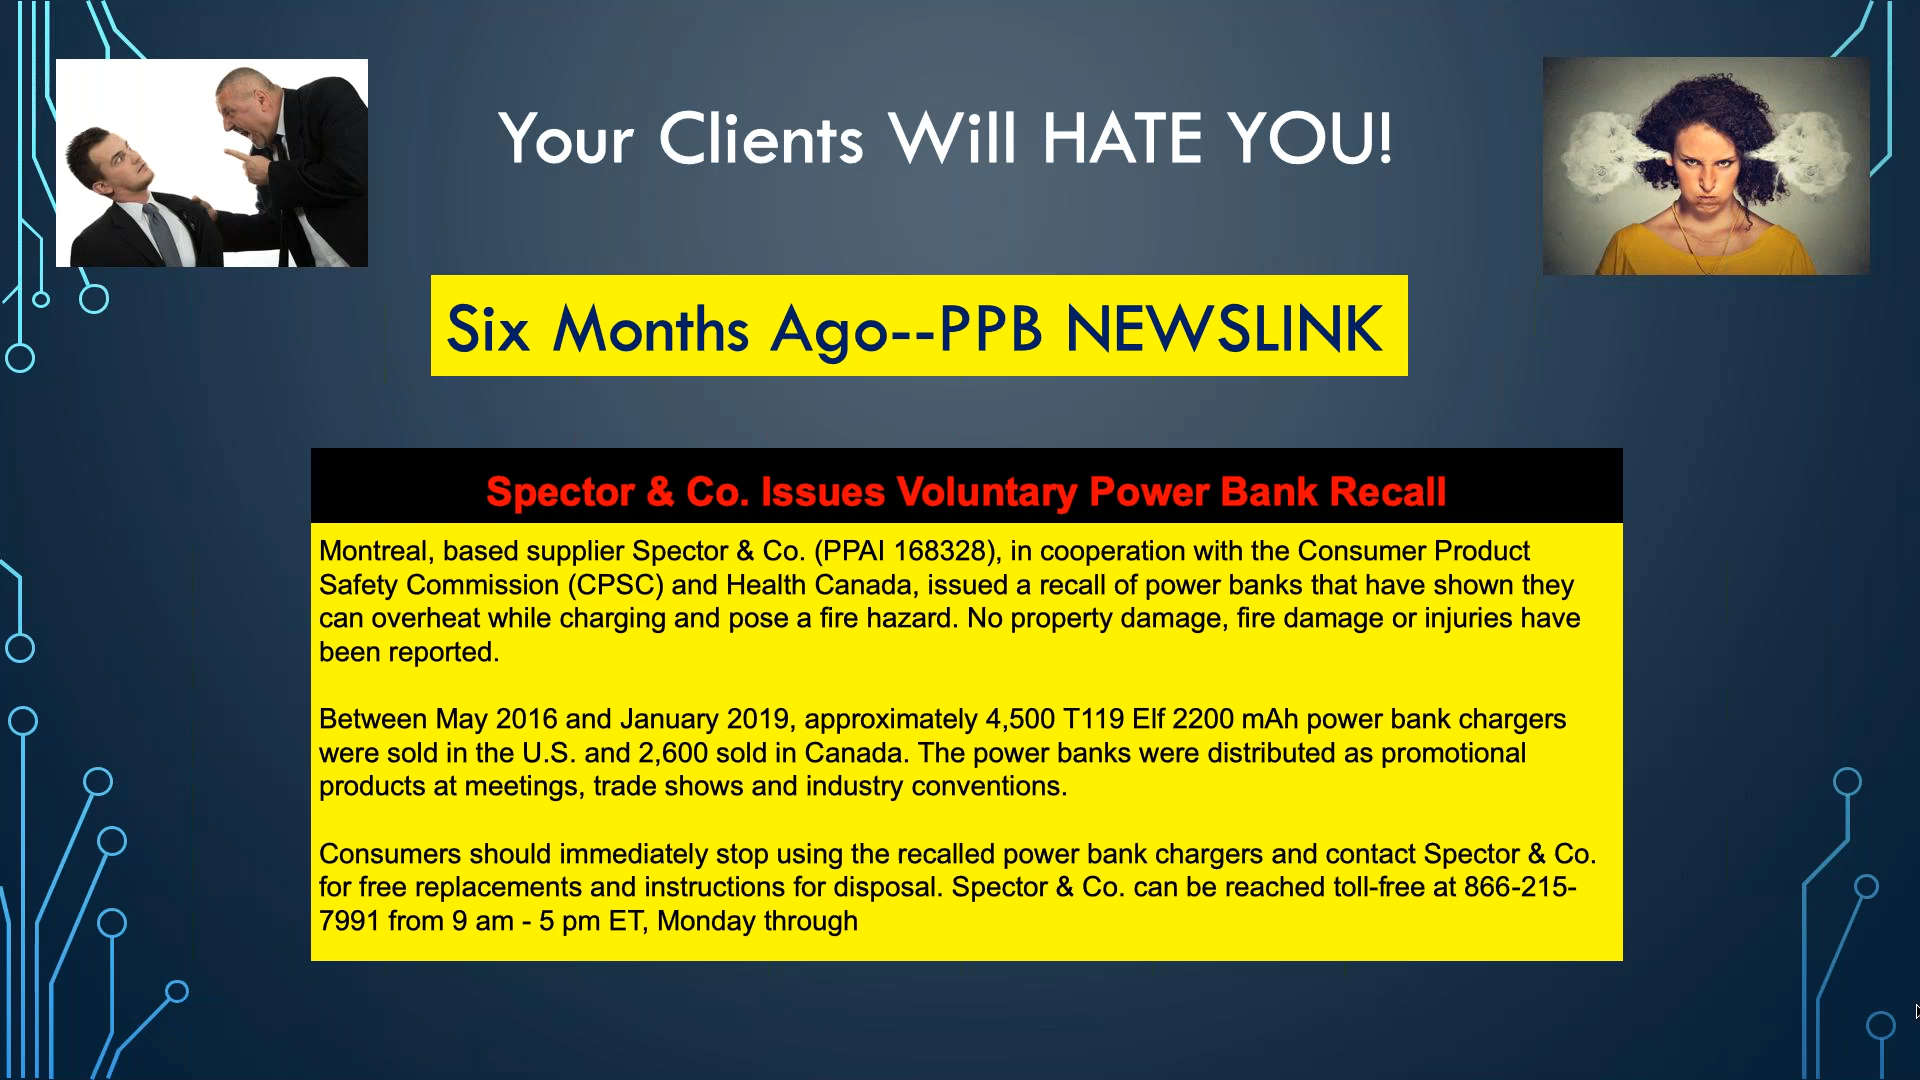 Your Clients Will HATE YOU!
Six Months Ago--PPB NEWSLINK
Spector & Co. Issues Voluntary Power Bank Recall
Montreal, based supplier Spector & Co. (PPAI 168328), in cooperation with the Consumer Product
Safety Commission (CPSC) and Health Canada, issued a recall of power banks that have shown they
can overheat while charging and pose a fire hazard. No property damage, fire damage or injuries have
been reported.
Between May 2016 and January 2019, approximately 4,500 T119 Elf 2200 mAh power bank chargers
were sold in the U.S. and 2,600 sold in Canada. The power banks were distributed as promotional
products at meetings, trade shows and industry conventions.
Consumers should immediately stop using the recalled power bank chargers and contact Spector & Co.
for free replacements and instructions for disposal. Spector & Co. can be reached toll-free at 866-215-
7991 from 9 am - 5 pm ET, Monday through